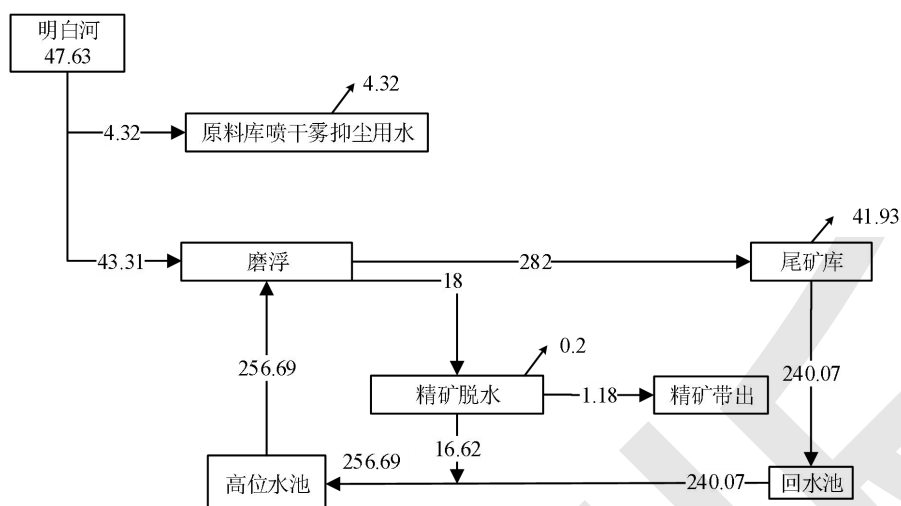 明白河
47.63
4.32
4.32
原料库喷干雾抑尘用水
41.93
43.31
磨浮
282
尾矿库
18
0.2
256.69
240.07
精矿脱水
1.18
精矿带出
16.62
256.69
高位水池
240.07
回水池